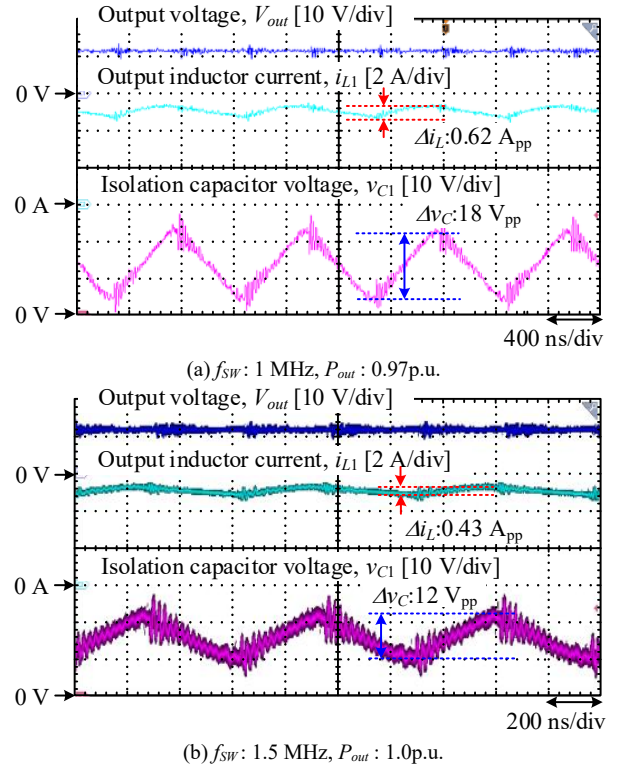 Output voltage, Vout [10 V/div]
0 V
Output inductor current, iL1 [2 A/div]
ΔiL:0.62 App
Isolation capacitor voltage, vC1 [10 V/div]
0 A
ΔvC:18 Vpp
0 V
400 ns/div
(a) fSW : 1 MHz, Pout : 0.97p.u.
Output voltage, Vout [10 V/div]
0 V
Output inductor current, iL1 [2 A/div]
ΔiL:0.43 App
Isolation capacitor voltage, vC1 [10 V/div]
0 A
ΔvC:12 Vpp
0 V
200 ns/div
(b) fSW : 1.5 MHz, Pout : 1.0p.u.